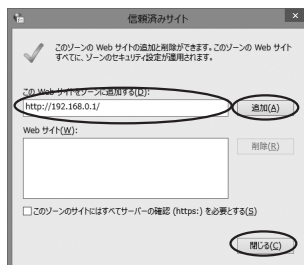 信頼済みサイト
このゾーンの Web サイトの追加と削除ができます。このゾーンの Web サイト
すべてに、ゾーンのセキュリティ設定が適用されます。
この Web サイトをゾーンに追加する(D):
http://192.168.0.1/
追加(A)
Web サイト(W):
削除(R)
このゾーンのサイトにはすべてサーバーの確認 (https:) を必要とする(S)
閉じる(C)